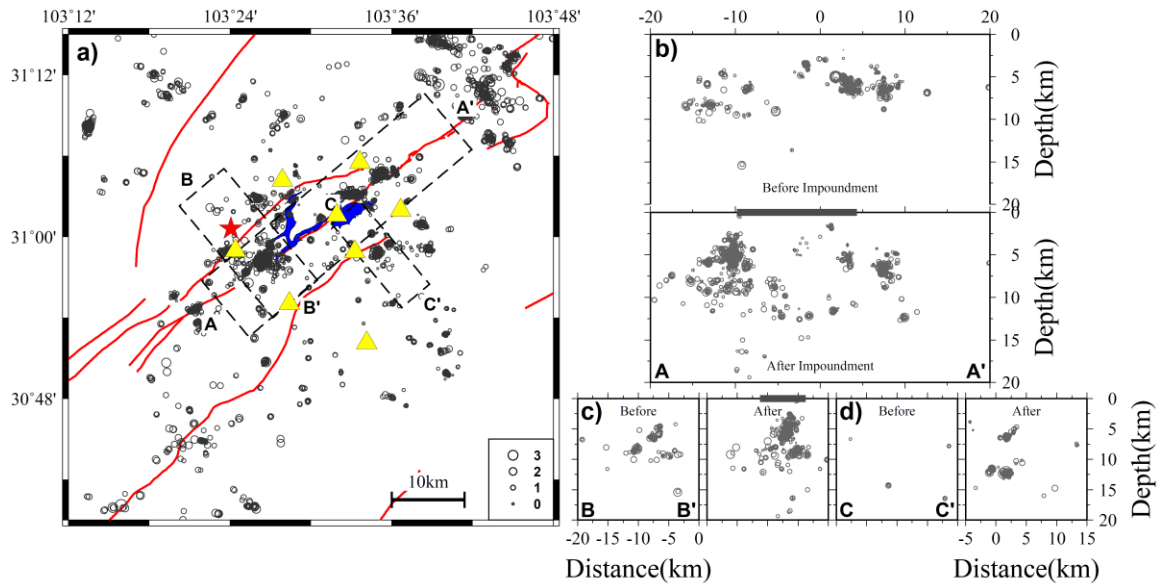 103°12' 103°24' 103°36' 103°48'
a)
31°12'
31°00'
30°48'
A'
B
C
A
B'
C'
3
2
1
0
10km
-20 -10 0 10 20
b)
0
5
10
15
20
Depth(km)
Before Impoundment
0
5
10
15
20
Depth(km)
After Impoundment
A A'
c) Before After d) Before After
0
5
10
15
20
Depth(km)
B B' C C'
-20 -15 -10 -5 0 -5 0 5 10 15
Distance(km) Distance(km)